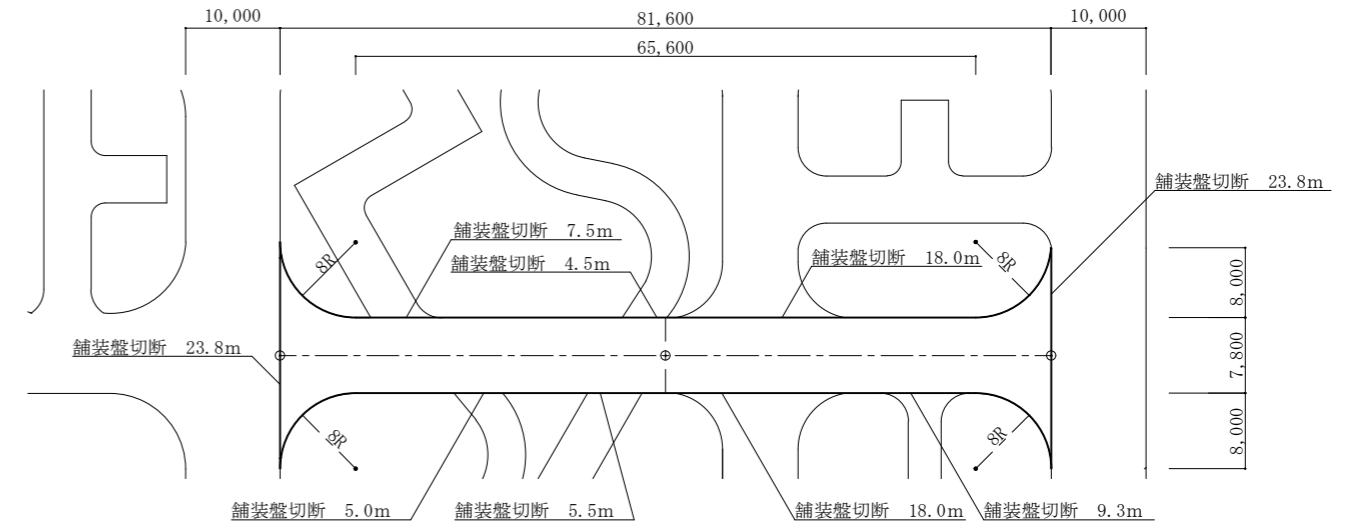 10,000
81,600
10,000
65,600
舗装盤切断 23.8m
舗装盤切断 7.5m
舗装盤切断 4.5m
舗装盤切断 18.0m
8R
8R
8,000
舗装盤切断 23.8m
7,800
8R
8R
8,000
舗装盤切断 5.0m
舗装盤切断 5.5m
舗装盤切断 18.0m
舗装盤切断 9.3m